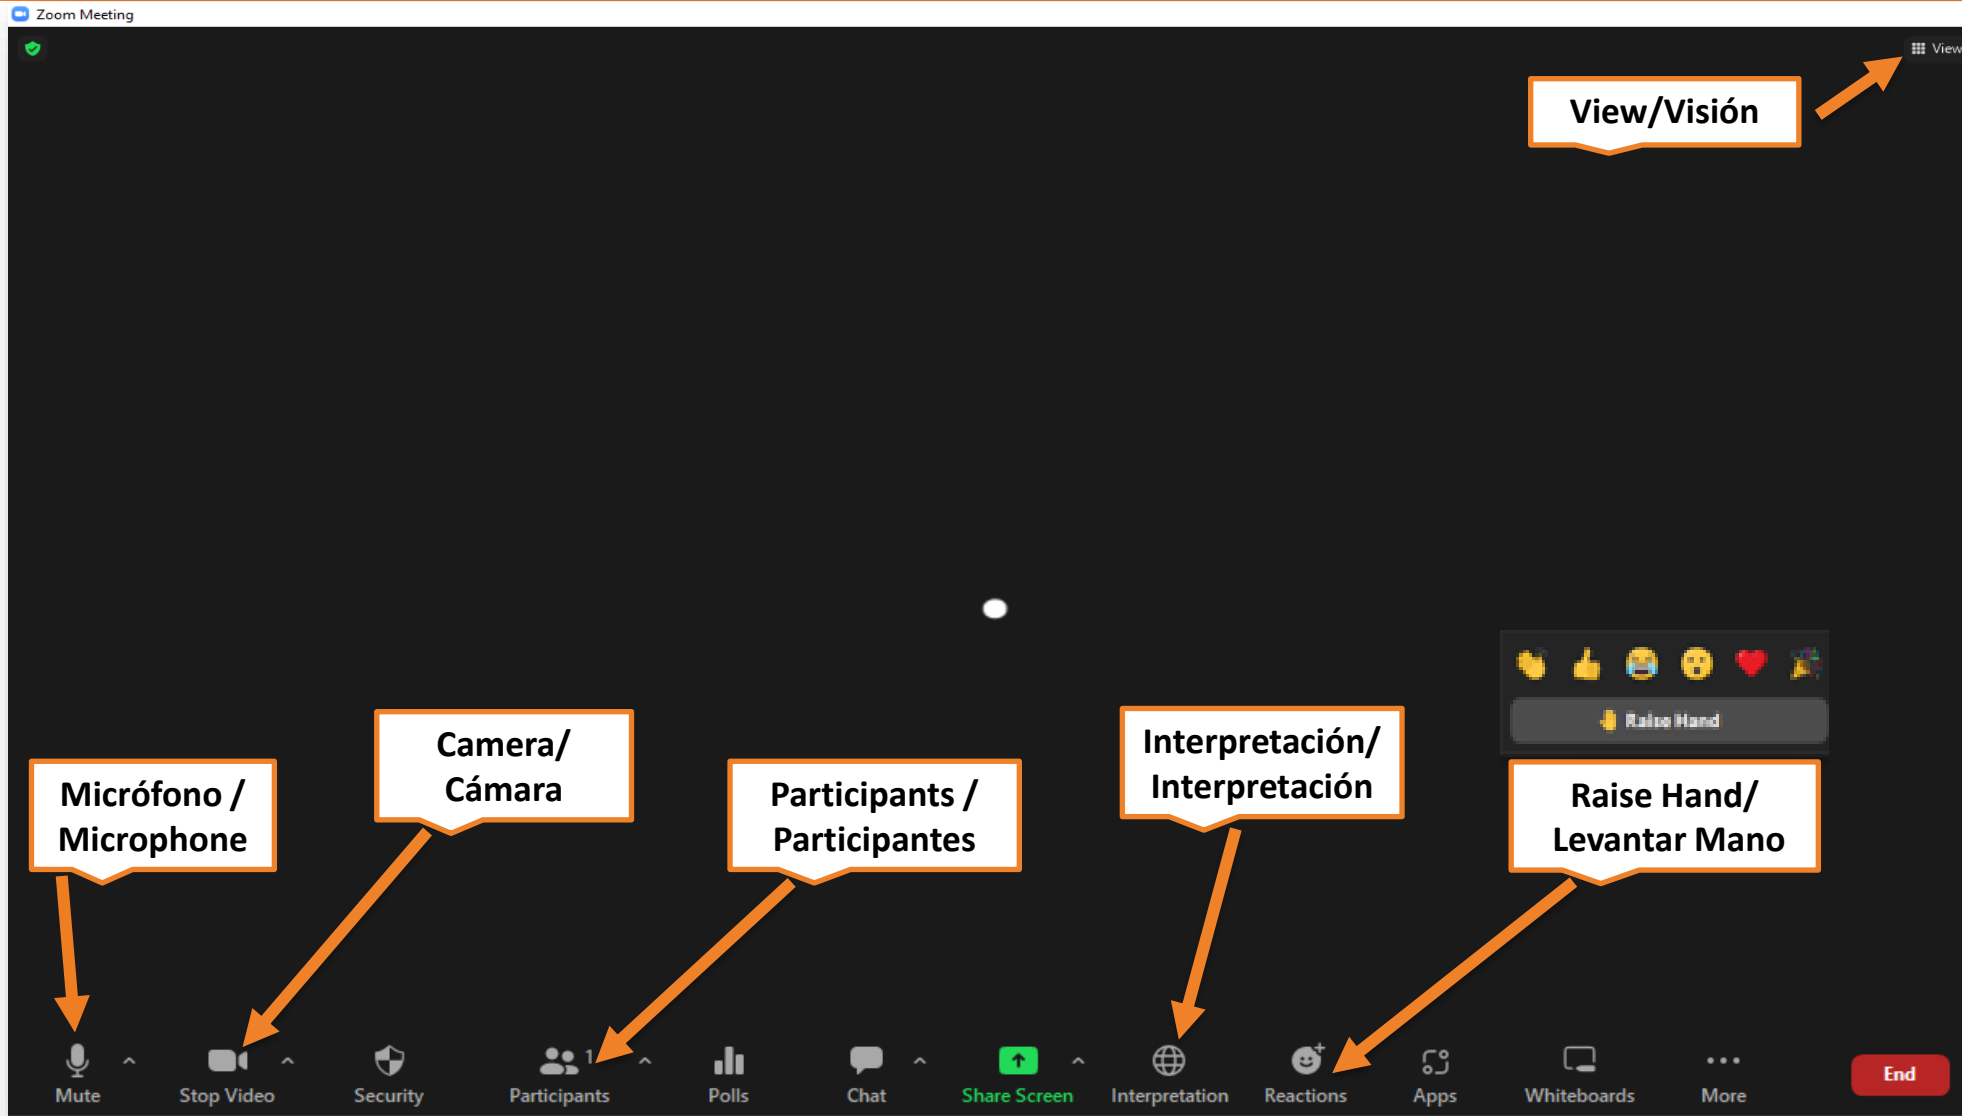 Zoom Meeting
View
View/Visión
Raise Hand
Camera/
Cámara
Interpretación/
Interpretación
Micrófono /
Microphone
Participants /
Participantes
Raise Hand/
Levantar Mano
1
Mute
Stop Video
Security
Participants
Polls
Chat
Share Screen
Interpretation
Reactions
Apps
Whiteboards
More
End